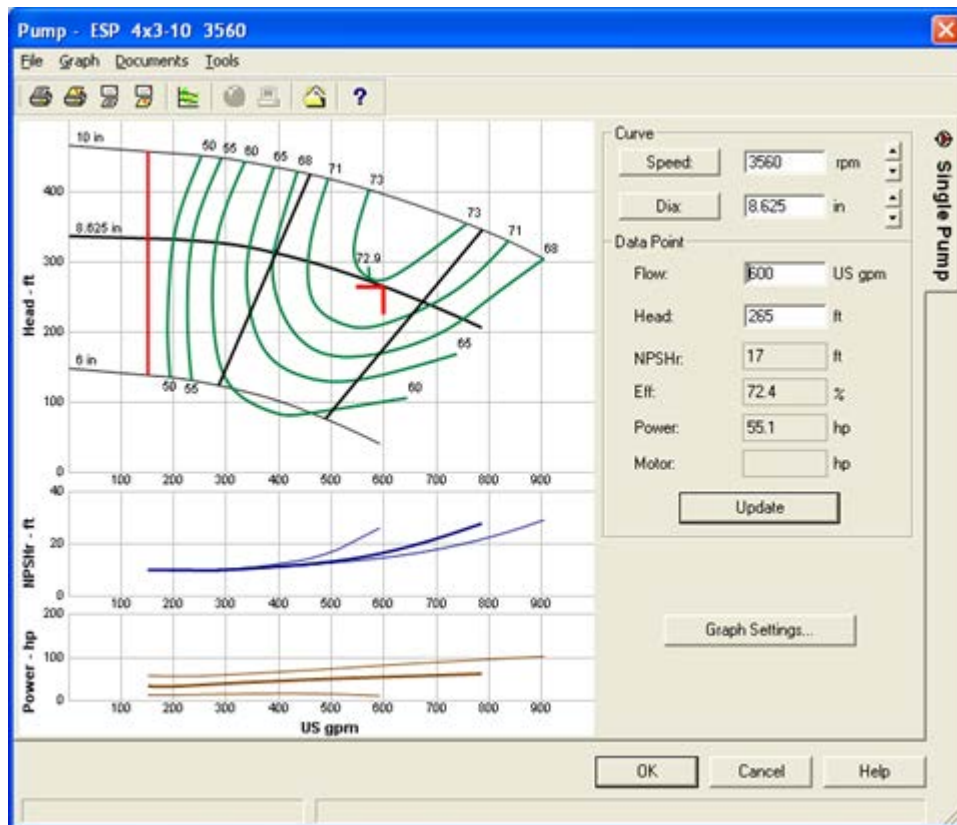 Pump - ESP 4x3-10 3560
File Graph Documents Tools
?
10 in
50 55 60 65 68 71 73
8.625 in
72.9
73
71
68
6 in
50 55
65
60
Head - ft
400
300
200
100
0
100 200 300 400 500 600 700 800 900
NPSHr - ft
40
20
0
100 200 300 400 500 600 700 800 900
Power - hp
200
100
0
100 200 300 400 500 600 700 800 900
US gpm
Curve
Speed: 3560 rpm
Dia: 8.625 in
Data Point
Flow: 600 US gpm
Head: 265 ft
NPSHr: 17 ft
Eff: 72.4 %
Power: 55.1 hp
Motor: hp
Update
Graph Settings...
Single Pump
OK Cancel Help